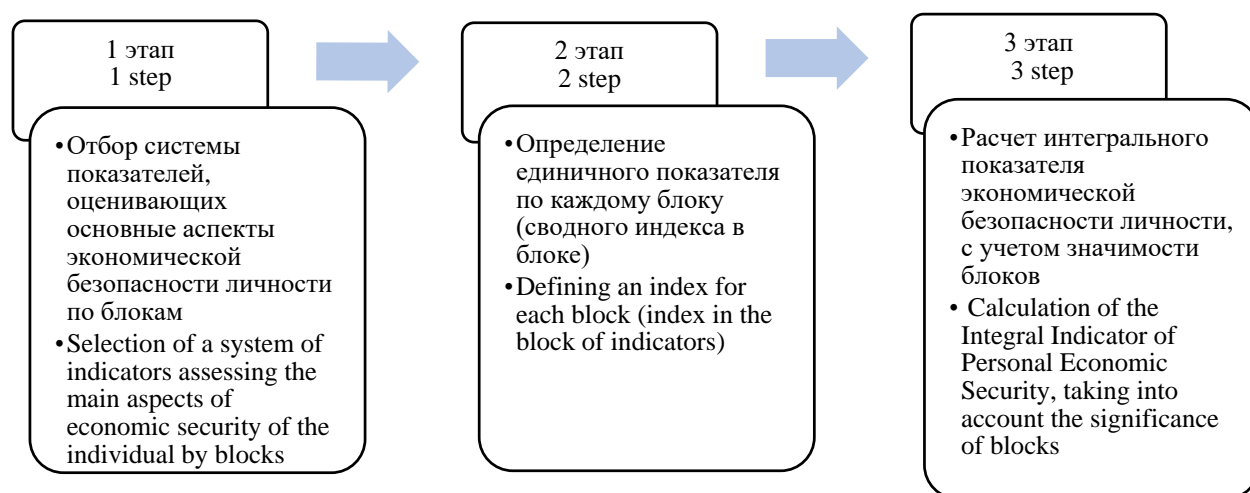 1 этап
1 step
•Отбор системы
показателей,
оценивающих
основные аспекты
экономической
безопасности личности
по блокам
•Selection of a system of
indicators assessing the
main aspects of
economic security of the
individual by blocks
2 этап
2 step
•Определение
единичного показателя
по каждому блоку
(сводного индекса в
блоке)
•Defining an index for
each block (index in the
block of indicators)
3 этап
3 step
•Расчет интегрального
показателя
экономической
безопасности личности,
с учетом значимости
блоков
• Calculation of the
Integral Indicator of
Personal Economic
Security, taking into
account the significance
of blocks